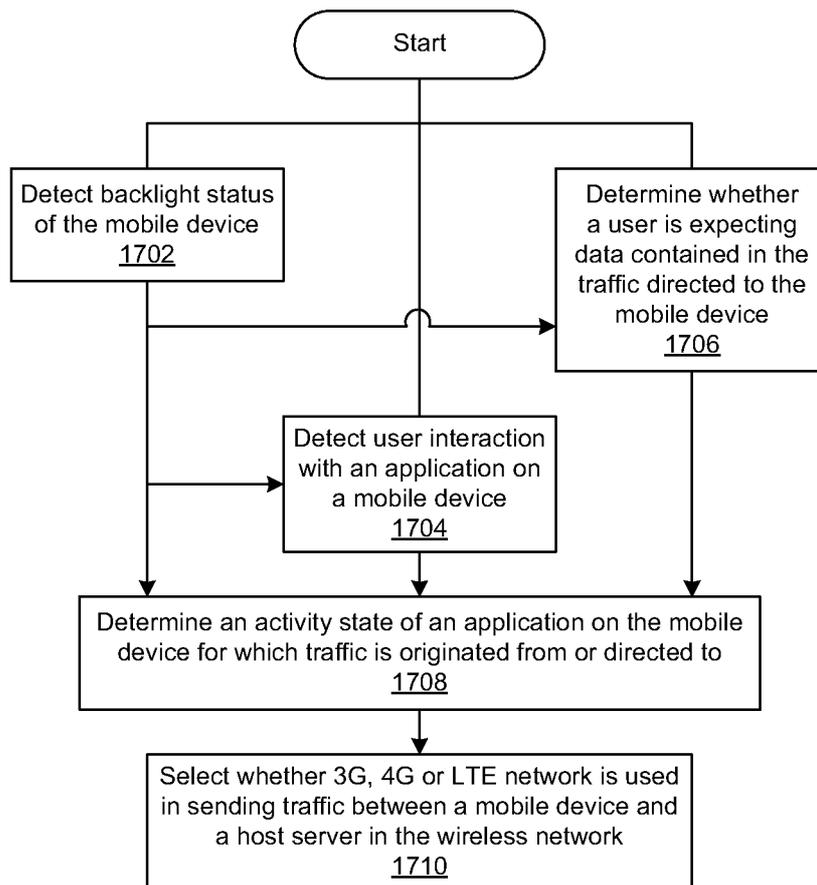 Start
Detect backlight status
of the mobile device
1702
Determine whether
a user is expecting
data contained in the
traffic directed to the
mobile device
1706
Detect user interaction
with an application on
a mobile device
1704
Determine an activity state of an application on the mobile
device for which traffic is originated from or directed to
1708
Select whether 3G, 4G or LTE network is used
in sending traffic between a mobile device and
a host server in the wireless network
1710